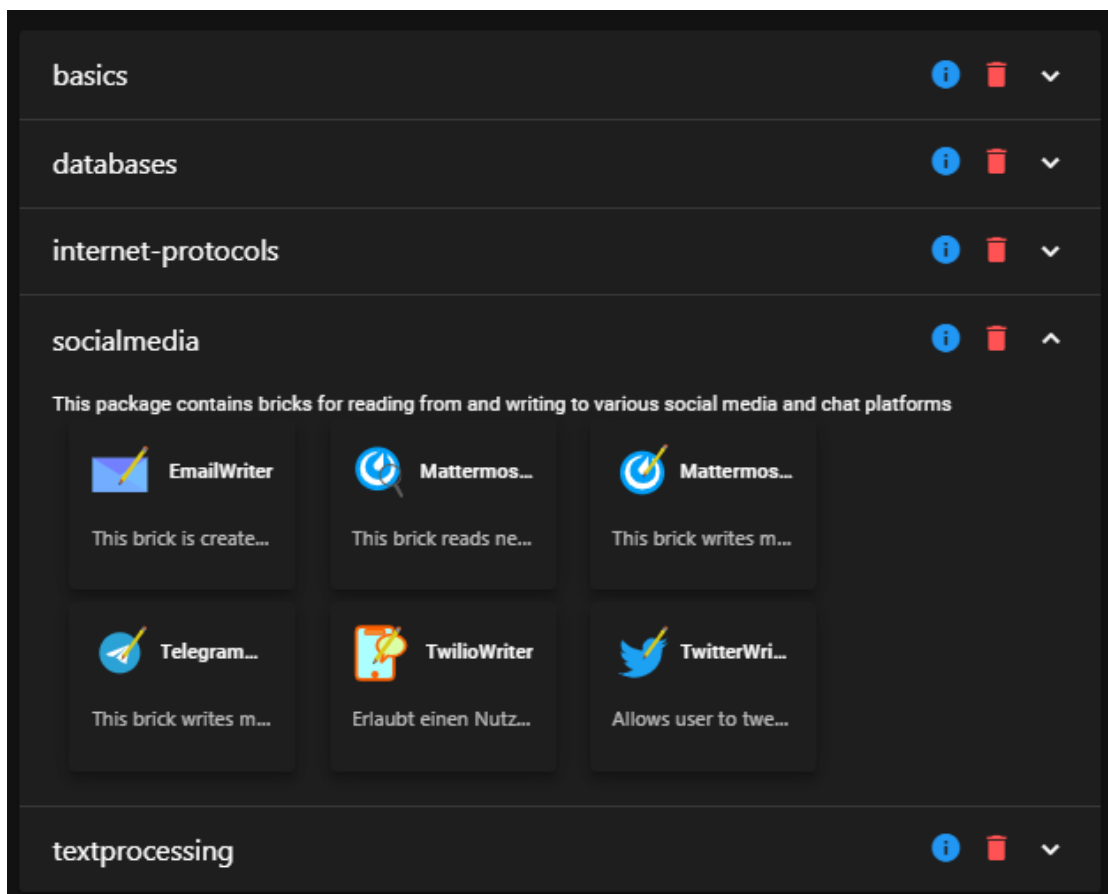 basics
databases
internet-protocols
socialmedia
This package contains bricks for reading from and writing to various social media and chat platforms
EmailWriter
This brick is create...
Mattermos...
This brick reads ne...
Mattermos...
This brick writes m...
Telegram...
This brick writes m...
TwilioWriter
Erlaubt einen Nutz...
TwitterWri...
Allows user to twe...
textprocessing